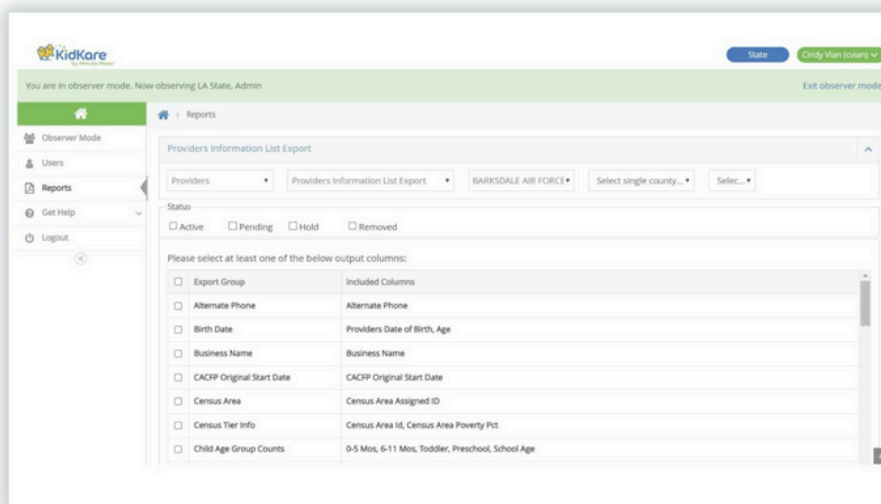 KidKare
by Minute Menu
State
Cindy Vian (cvian)
You are in observer mode. Now observing LA State, Admin
Exit observer mode
> Reports
Observer Mode
Users
Reports
Get Help
Logout
Providers Information List Export
Providers
Providers Information List Export
BARKSDALE AIR FORCE
Select single county...
Selec...
Status
Active
Pending
Hold
Removed
Please select at least one of the below output columns:
Export Group Included Columns
Alternate Phone Alternate Phone
Birth Date Providers Date of Birth, Age
Business Name Business Name
CACFP Original Start Date CACFP Original Start Date
Census Area Census Area Assigned ID
Census Tier Info Census Area Id, Census Area Poverty Pct
Child Age Group Counts 0-5 Mos, 6-11 Mos, Toddler, Preschool, School Age